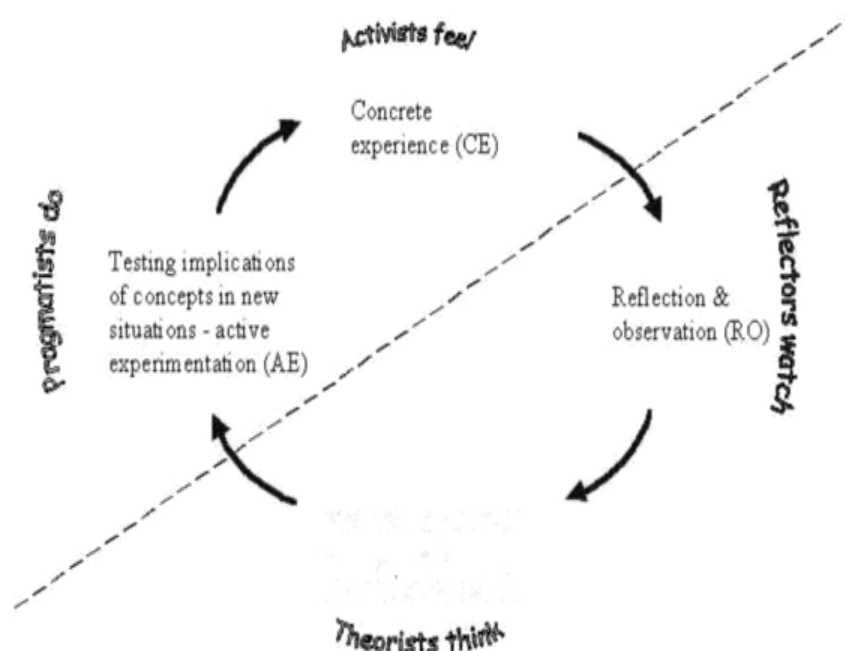 Activists feel
Concrete
experience (CE)
Pragmatists do
Testing implications
of concepts in new
situations - active
experimentation (AE)
Reflection &
observation (RO)
Reflectors watch
Theorists think